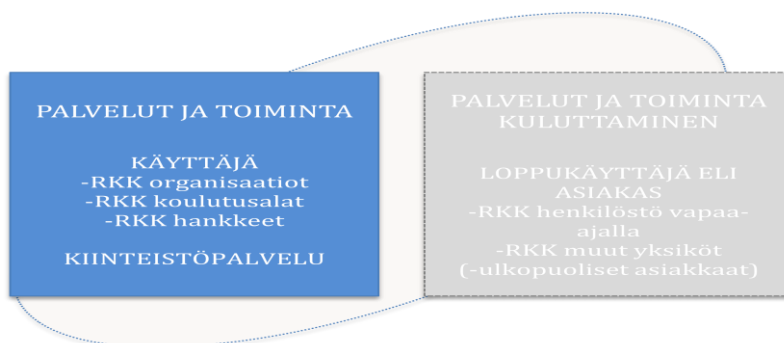 PALVELUT JA TOIMINTA
KÄYTTÄJÄ
-RKK organisaatiot
-RKK koulutusalat
-RKK hankkeet
KIINTEISTÖPALVELU
PALVELUT JA TOIMINTA
KULUTTAMINEN
LOPPUKÄYTTÄJÄ ELI
ASIAKAS
-RKK henkilöstö vapaa-
ajalla
-RKK muut yksiköt
(-ulkopuoliset asiakkaat)